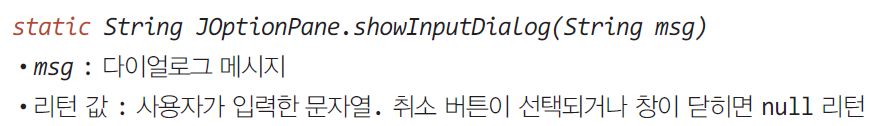 static String JOptionPane.showInputDialog(String msg)
• msg : 다이얼로그 메시지
• 리턴 값 : 사용자가 입력한 문자열. 취소 버튼이 선택되거나 창이 닫히면 null 리턴